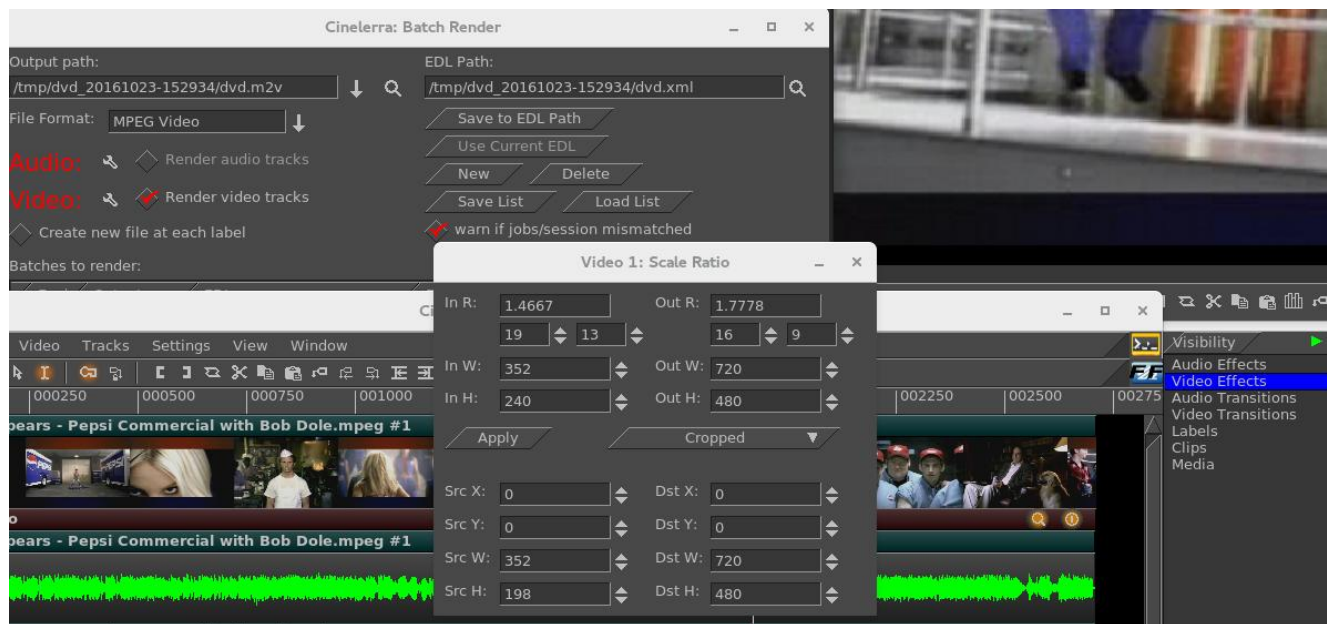 Cinelerra: Batch Render
Output path:
/tmp/dvd_20161023-152934/dvd.m2v
EDL Path:
/tmp/dvd_20161023-152934/dvd.xml
File Format: MPEG Video
Save to EDL Path
Use Current EDL
Audio: Render audio tracks
New Delete
Video: Render video tracks
Save List Load List
Create new file at each label
warn if jobs/session mismatched
Batches to render:
Video 1: Scale Ratio
In R: 1.4667 Out R: 1.7778
19 13 16 9
In W: 352 Out W: 720
In H: 240 Out H: 480
Apply Cropped
Src X: 0 Dst X: 0
Src Y: 0 Dst Y: 0
Src W: 352 Dst W: 720
Src H: 198 Dst H: 480
Ci
Video Tracks Settings View Window
000250 000500 000750 001000 002250 002500 00275
pears - Pepsi Commercial with Bob Dole.mpeg #1
PEPSI
o
pears - Pepsi Commercial with Bob Dole.mpeg #1
Visibility
Audio Effects
Video Effects
Audio Transitions
Video Transitions
Labels
Clips
Media